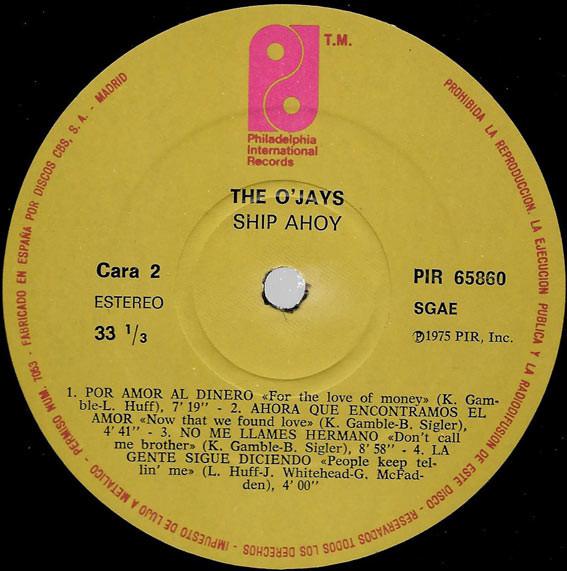 T.M.
Philadelphia
International
Records
THE O'JAYS
SHIP AHOY
Cara 2
ESTEREO
33 1/3
PIR 65860
SGAE
Ⓟ1975 PIR, Inc.
1. POR AMOR AL DINERO «For the love of money» (K. Gam-
ble-L. Huff), 7' 19" - 2. AHORA QUE ENCONTRAMOS EL
AMOR «Now that we found love» (K. Gamble-B. Sigler),
4' 41" - 3. NO ME LLAMES HERMANO «Don't call
me brother» (K. Gamble-B. Sigler), 8' 58" - 4. LA
GENTE SIGUE DICIENDO «People keep tel-
lin' me» (L. Huff-J. Whitehead-G. McFad-
den), 4' 00"
PROHIBIDA LA REPRODUCCION, LA EJECUCION PUBLICA Y LA RADIODIFUSION DE ESTE DISCO - RESERVADOS TODOS LOS DERECHOS - IMPUESTO DE LUJO A METALICO - PERMISO NUM. 7063 - FABRICADO EN ESPAÑA POR DISCOS CBS, S. A. - MADRID